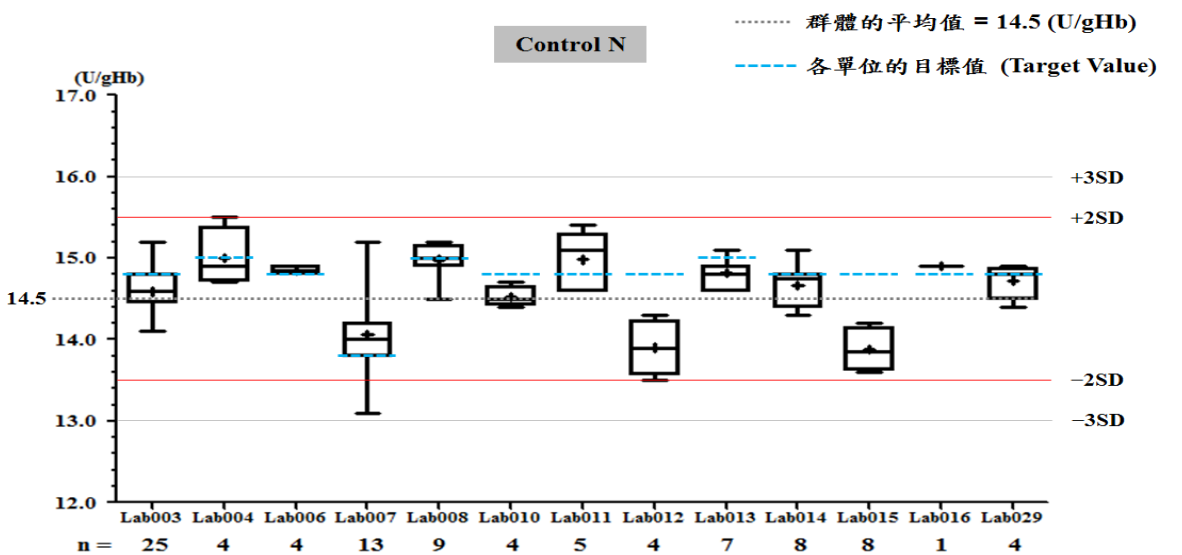 群體的平均值 = 14.5 (U/gHb)
Control N
各單位的目標值 (Target Value)
(U/gHb)
17.0
16.0
+3SD
+2SD
15.0
14.5
14.0
−2SD
13.0
−3SD
12.0
Lab003 Lab004 Lab006 Lab007 Lab008 Lab010 Lab011 Lab012 Lab013 Lab014 Lab015 Lab016 Lab029
n = 25 4 4 13 9 4 5 4 7 8 8 1 4